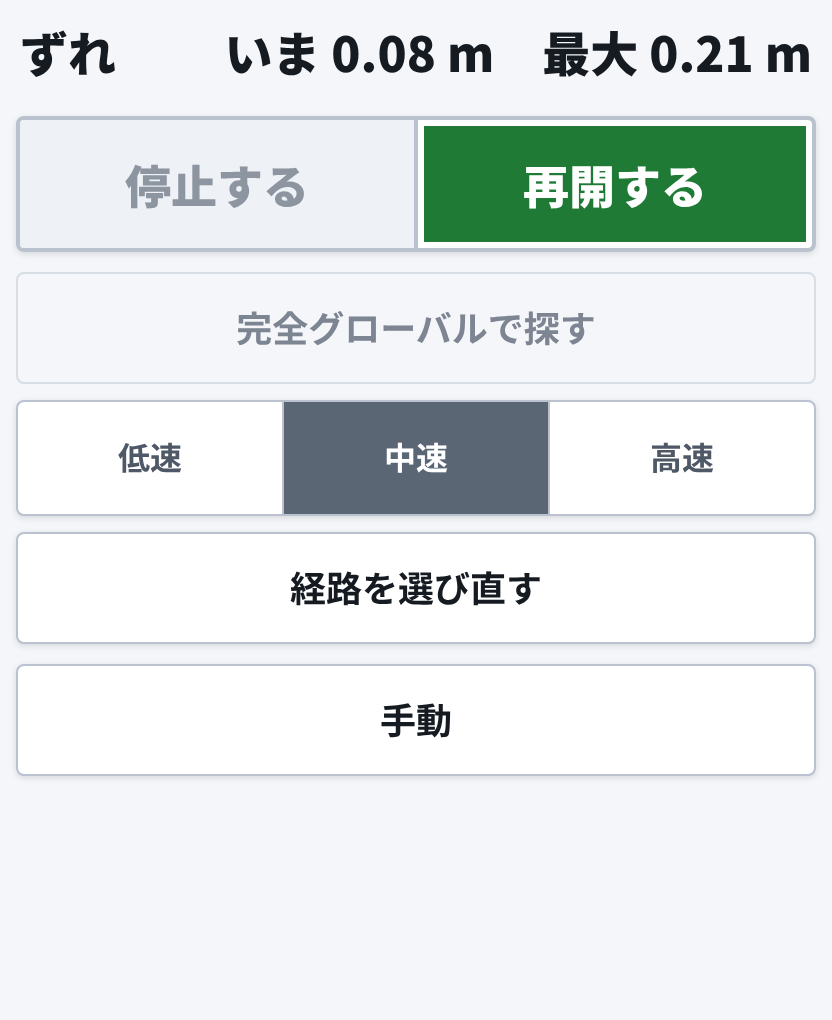 ずれ いま 0.08 m 最大 0.21 m
停止する 再開する
完全グローバルで探す
低速 中速 高速
経路を選び直す
手動